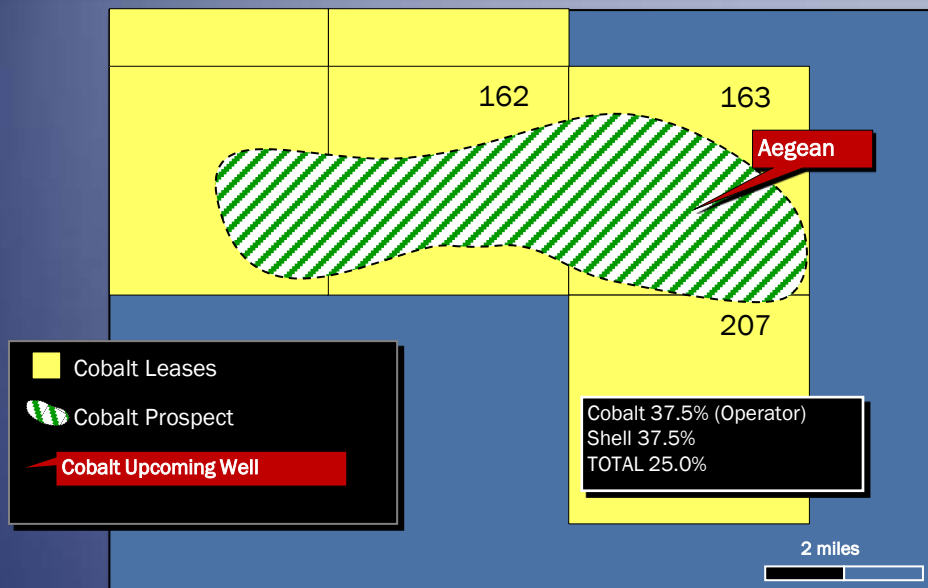 162
163
Aegean
207
Cobalt Leases
Cobalt Prospect
Cobalt Upcoming Well
Cobalt 37.5% (Operator)
Shell 37.5%
TOTAL 25.0%
2 miles